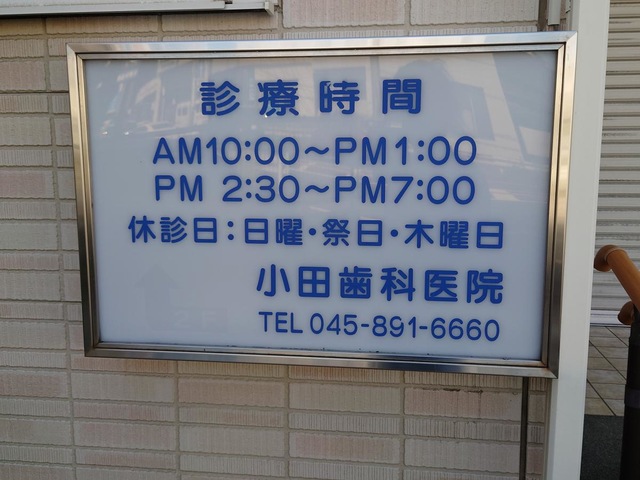 診療時間
AM10:00～PM1:00
PM 2:30～PM7:00
休診日：日曜・祭日・木曜日
小田歯科医院
TEL 045-891-6660